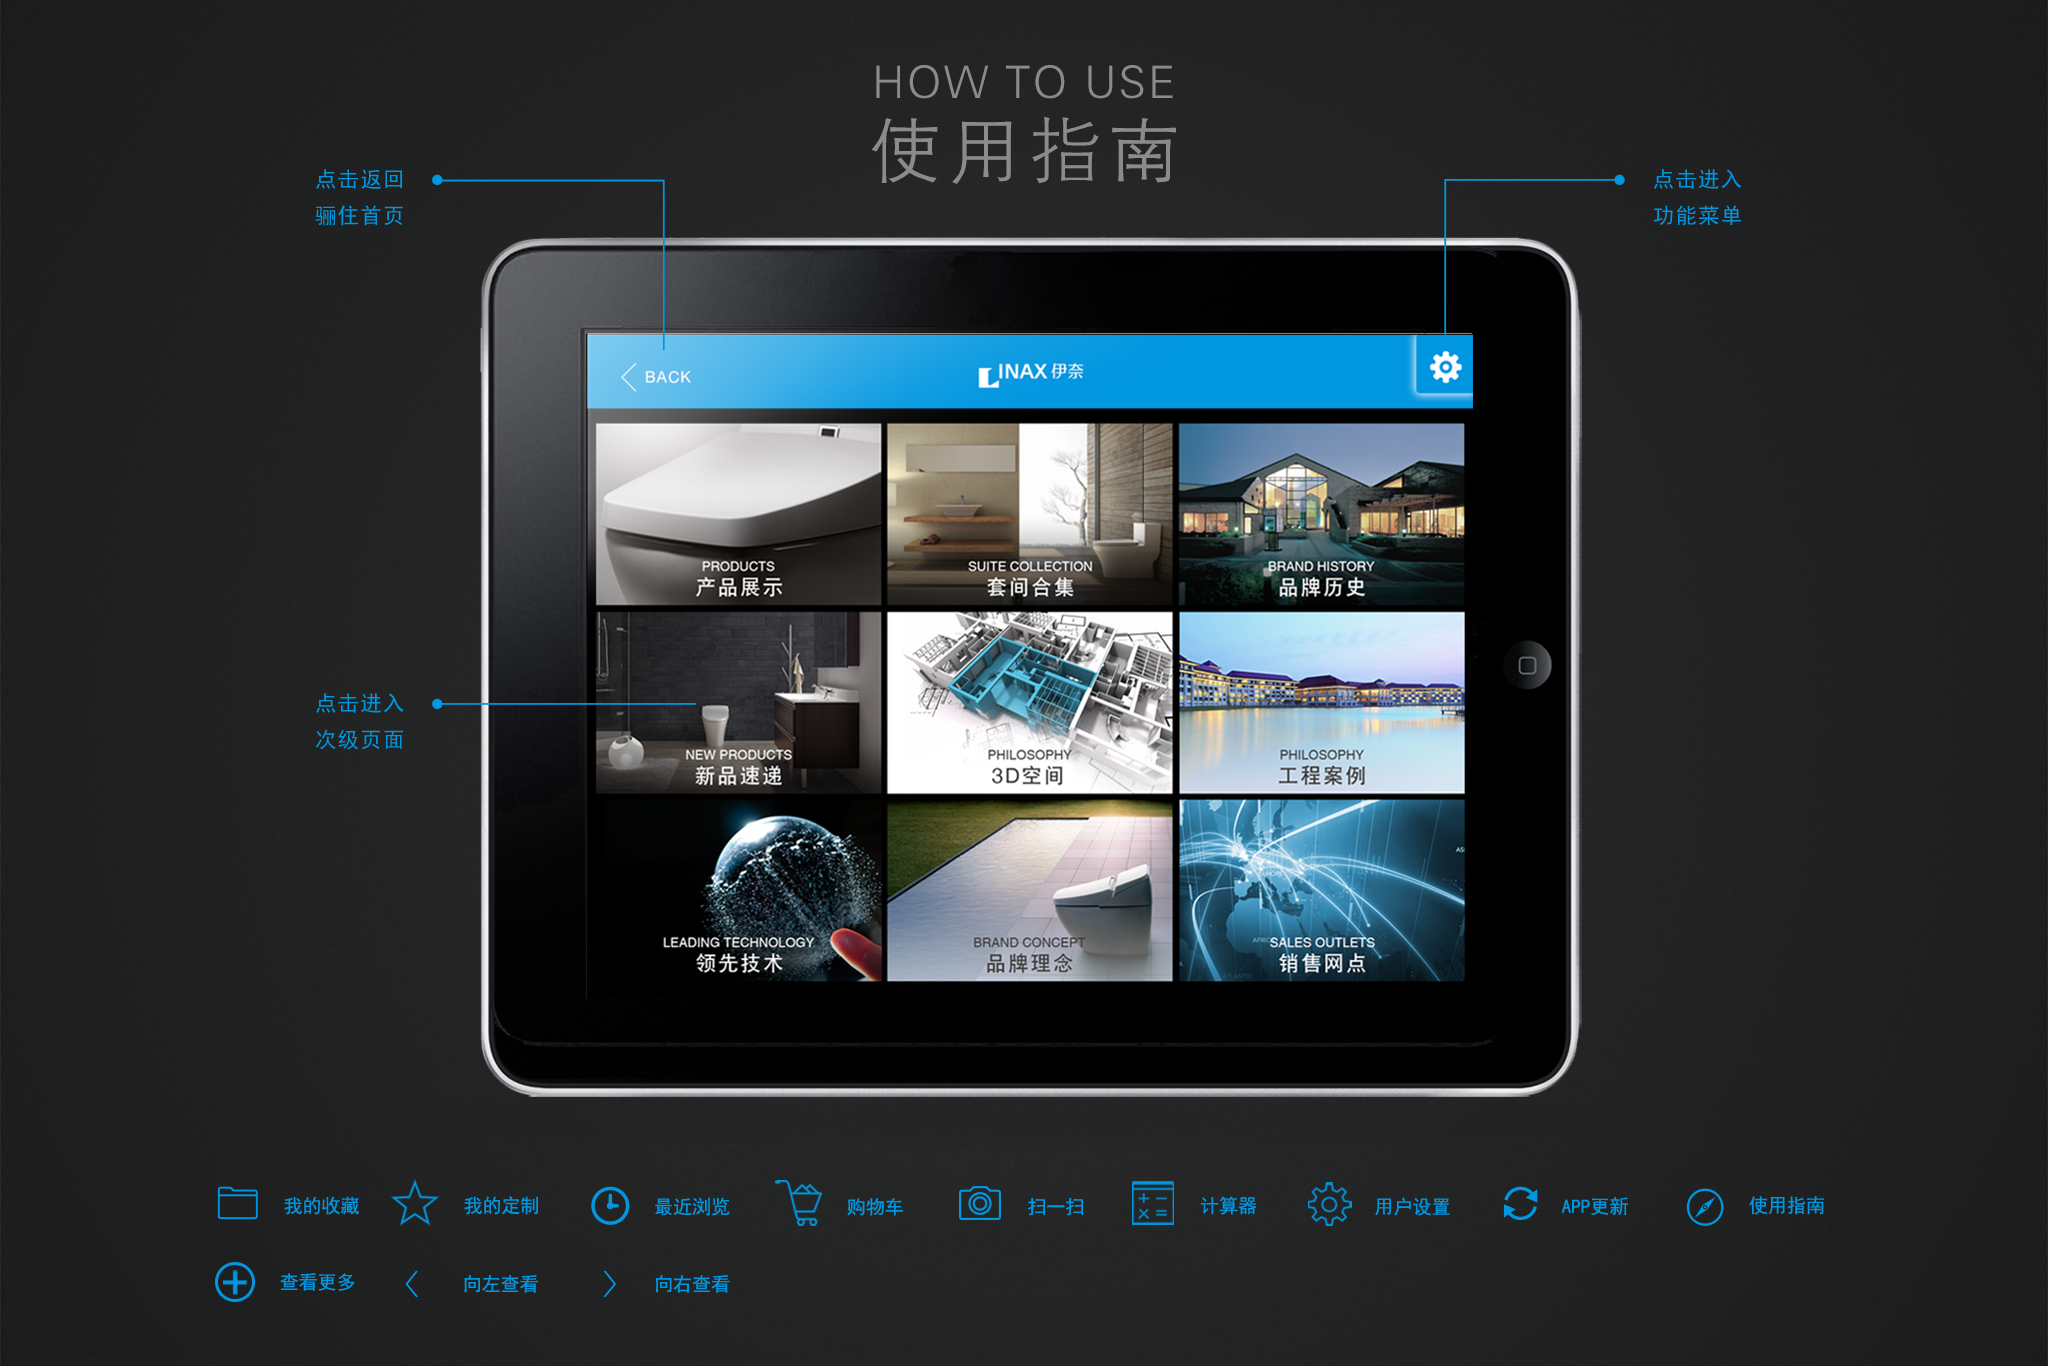 HOW TO USE
使用指南
点击返回
骊住首页
点击进入
功能菜单
BACK
INAX 伊奈
PRODUCTS
产品展示
SUITE COLLECTION
套间合集
BRAND HISTORY
品牌历史
点击进入
次级页面
NEW PRODUCTS
新品速递
PHILOSOPHY
3D空间
PHILOSOPHY
工程案例
LEADING TECHNOLOGY
领先技术
BRAND CONCEPT
品牌理念
SALES OUTLETS
销售网点
我的收藏
我的定制
最近浏览
购物车
扫一扫
计算器
用户设置
APP更新
使用指南
查看更多
向左查看
向右查看